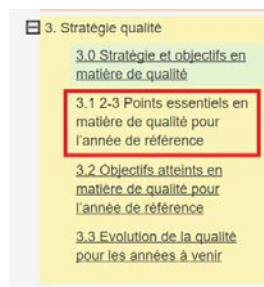 3. Stratégie qualité
3.0 Stratégie et objectifs en
matière de qualité
3.1 2-3 Points essentiels en
matière de qualité pour
l'année de référence
3.2 Objectifs atteints en
matière de qualité pour
l'année de référence
3.3 Evolution de la qualité
pour les années à venir